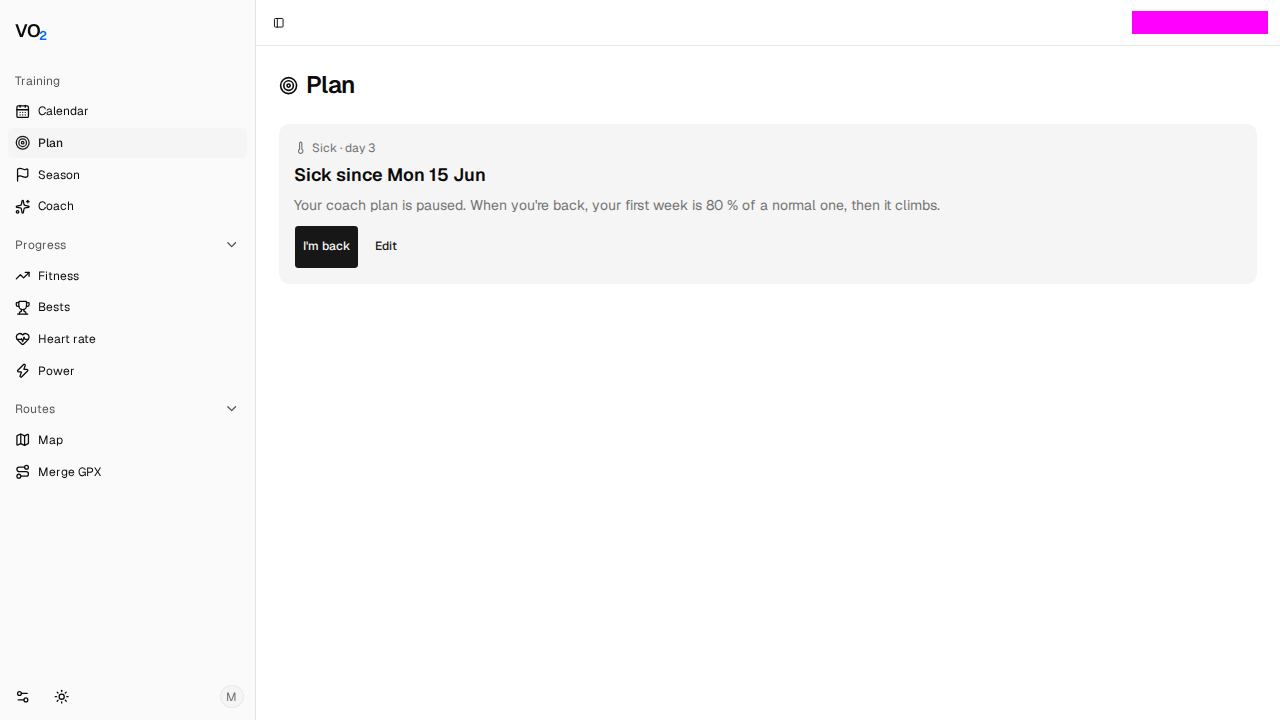 VO2
Training
Calendar
Plan
Season
Coach
Progress
Fitness
Bests
Heart rate
Power
Routes
Map
Merge GPX
M
Plan
Sick · day 3
Sick since Mon 15 Jun
Your coach plan is paused. When you're back, your first week is 80 % of a normal one, then it climbs.
I'm back
Edit